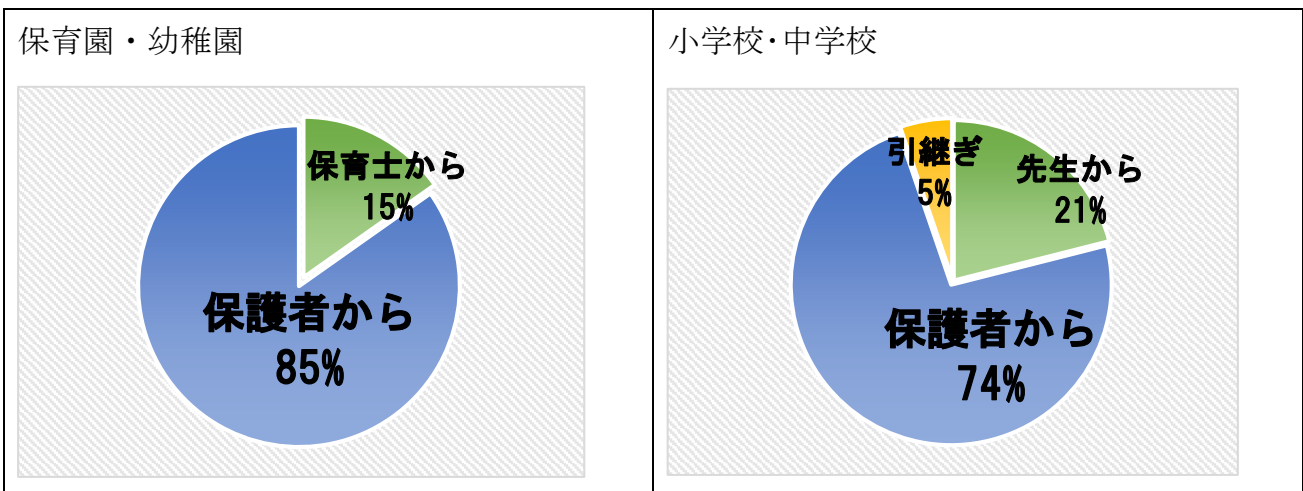 保育園・幼稚園
保育士から
15%
保護者から
85%
小学校・中学校
引継ぎ
5%
先生から
21%
保護者から
74%